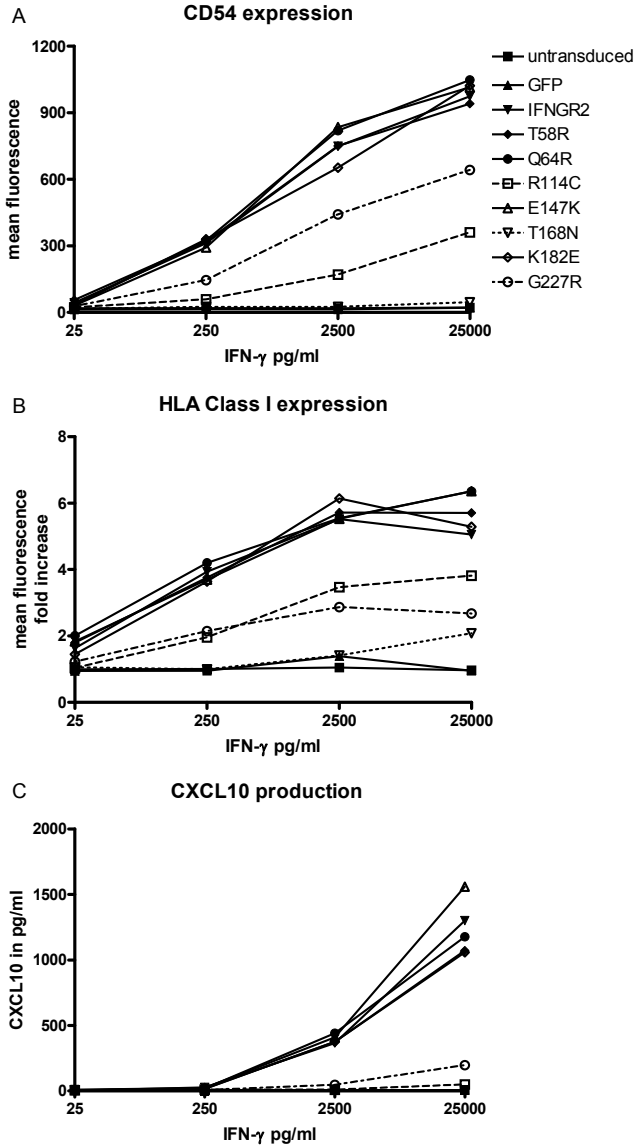 A
CD54 expression
1200
900
600
300
0
mean fluorescence
25 250 2500 25000
IFN-γ pg/ml
untransduced
GFP
IFNGR2
T58R
Q64R
R114C
E147K
T168N
K182E
G227R
B
HLA Class I expression
8
6
4
2
0
mean fluorescence
fold increase
25 250 2500 25000
IFN-γ pg/ml
C
CXCL10 production
2000
1500
1000
500
0
CXCL10 in pg/ml
25 250 2500 25000
IFN-γ pg/ml